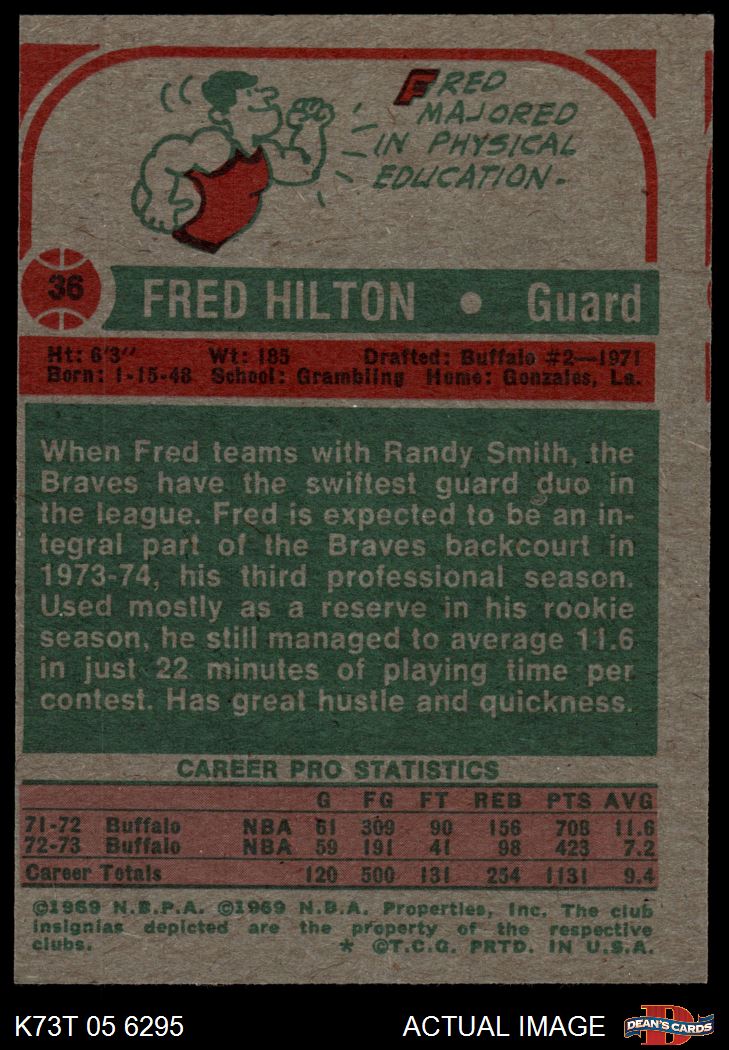 FRED
MAJORED
IN PHYSICAL
EDUCATION.
36
FRED HILTON • Guard
Ht: 6'3" Wt: 185 Drafted: Buffalo #2—1971
Born: 1-15-48 School: Grambling Home: Gonzales, La.
When Fred teams with Randy Smith, the
Braves have the swiftest guard duo in
the league. Fred is expected to be an in-
tegral part of the Braves backcourt in
1973-74, his third professional season.
Used mostly as a reserve in his rookie
season, he still managed to average 11.6
in just 22 minutes of playing time per
contest. Has great hustle and quickness.
CAREER PRO STATISTICS
G FG FT REB PTS AVG
71-72 Buffalo NBA 61 309 90 156 708 11.6
72-73 Buffalo NBA 59 191 41 98 423 7.2
Career Totals 120 500 131 254 1131 9.4
©1969 N.B.P.A. ©1969 N.B.A. Properties, Inc. The club
insignias depicted are the property of the respective
clubs. * ©T.C.G. PRTD. IN U.S.A.
K73T 05 6295 ACTUAL IMAGE DEAN'S CARDS